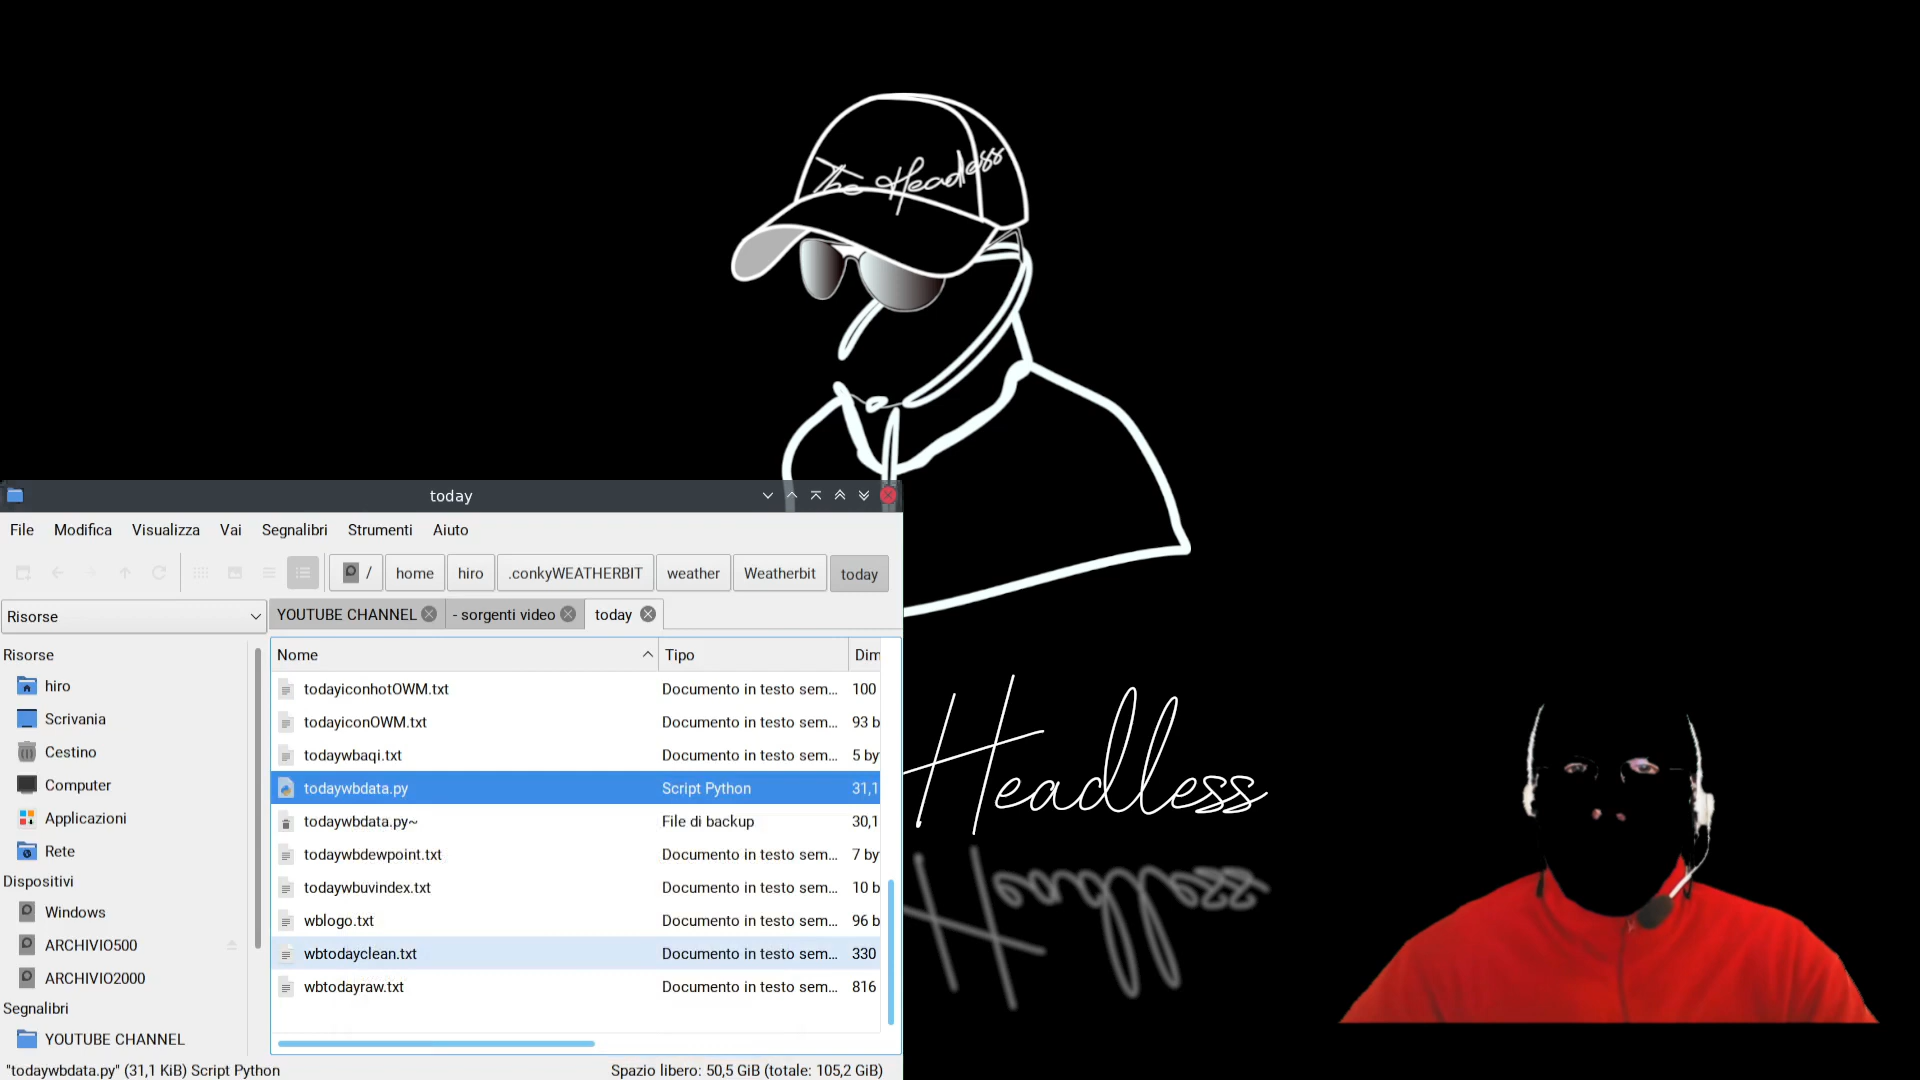 The Headless
today
File Modifica Visualizza Vai Segnalibri Strumenti Aiuto
/ home hiro .conkyWEATHERBIT weather Weatherbit today
Risorse
YOUTUBE CHANNEL - sorgenti video today
Nome Tipo Dim
Risorse
hiro
Scrivania
Cestino
Computer
Applicazioni
Rete
Dispositivi
Windows
ARCHIVIO500
ARCHIVIO2000
Segnalibri
YOUTUBE CHANNEL
todayiconhotOWM.txt Documento in testo sem... 100
todayiconOWM.txt Documento in testo sem... 93 b
todaywbaqi.txt Documento in testo sem... 5 by
todaywbdata.py Script Python 31,1
todaywbdata.py~ File di backup 30,1
todaywbdewpoint.txt Documento in testo sem... 7 by
todaywbuvindex.txt Documento in testo sem... 10 b
wblogo.txt Documento in testo sem... 96 b
wbtodayclean.txt Documento in testo sem... 330
wbtodayraw.txt Documento in testo sem... 816
"todaywbdata.py" (31,1 KiB) Script Python
Spazio libero: 50,5 GiB (totale: 105,2 GiB)
Headless